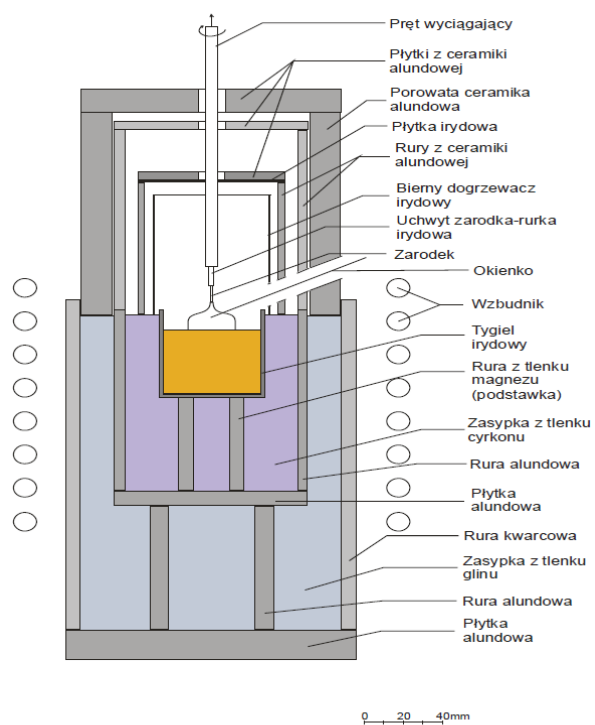 Pręt wyciągający
Płytki z ceramiki
alundowej
Porowata ceramika
alundowa
Płytka irydowa
Rury z ceramiki
alundowej
Bierny dogrzewacz
irydowy
Uchwyt zarodka-rurka
irydowa
Zarodek
Okienko
Wzbudnik
Tygiel
irydowy
Rura z tlenku
magnezu
(podstawka)
Zasypka z tlenku
cyrkonu
Rura alundowa
Płytka
alundowa
Rura kwarcowa
Zasypka z tlenku
glinu
Rura alundowa
Płytka
alundowa
0 20 40mm